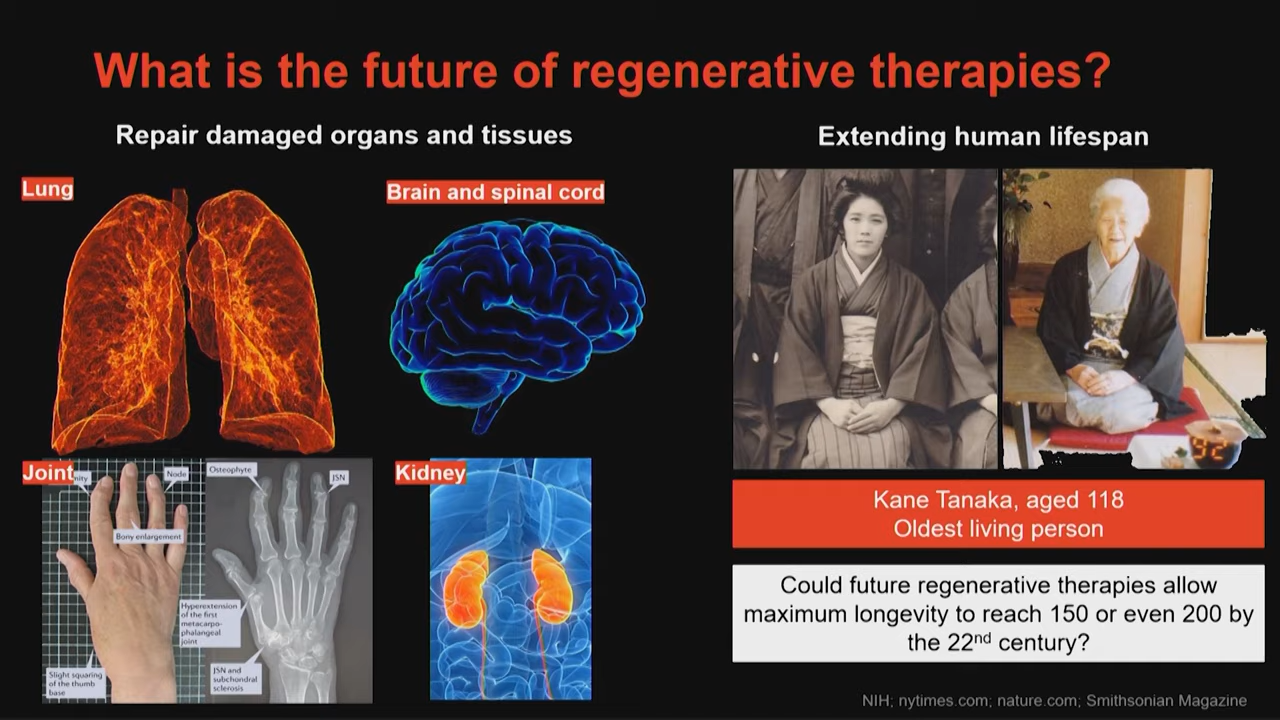 What is the future of regenerative therapies?
Repair damaged organs and tissues
Lung
Brain and spinal cord
Joint
nity
Node
Bony enlargement
Slight squaring
of the thumb
base
Osteophyte
JSN
Hyperextension
of the first
metacarpo-
phalangeal
joint
JSN and
subchondral
sclerosis
Kidney
Extending human lifespan
92
Kane Tanaka, aged 118
Oldest living person
Could future regenerative therapies allow
maximum longevity to reach 150 or even 200 by
the 22nd century?
NIH; nytimes.com; nature.com; Smithsonian Magazine